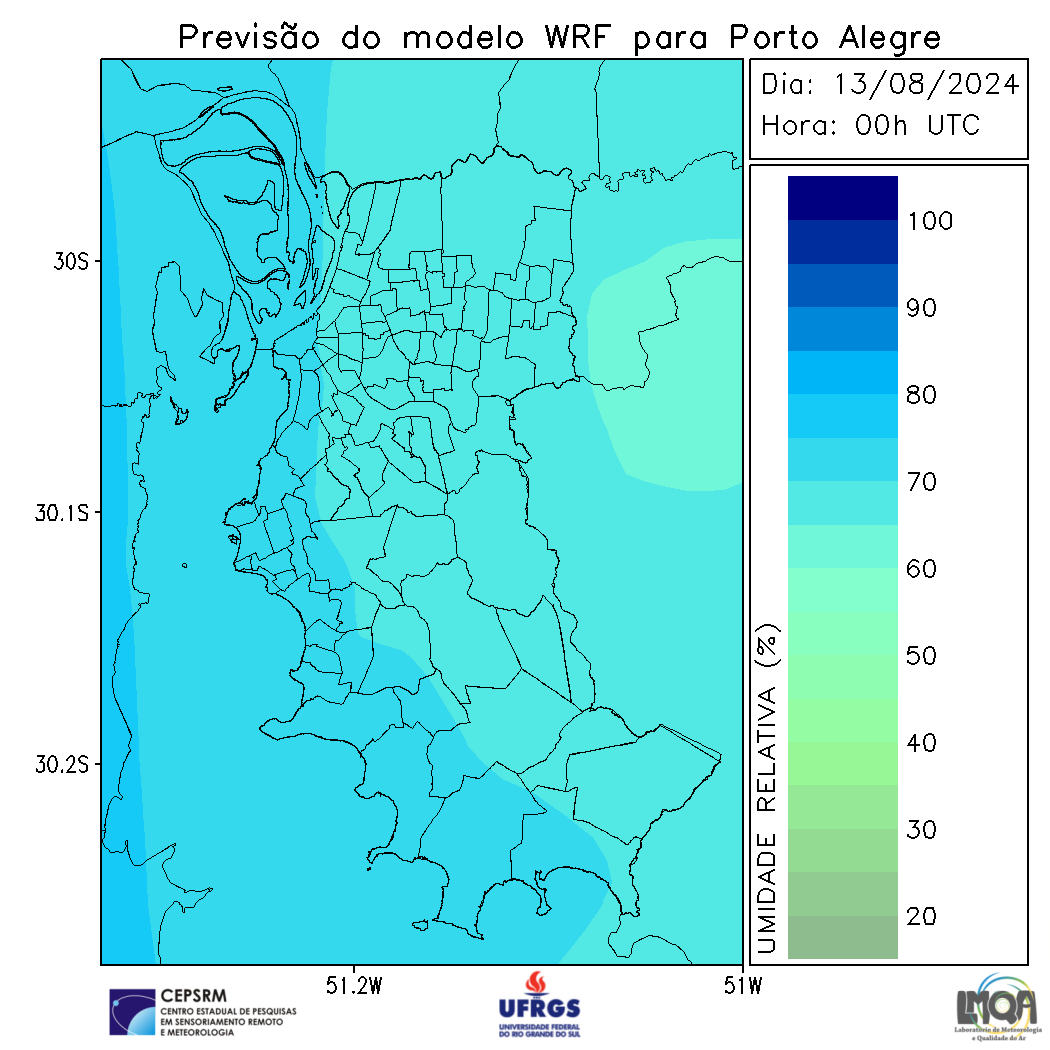 Previsão do modelo WRF para Porto Alegre
Dia: 13/08/2024
Hora: 00h UTC
30S
30.1S
30.2S
51.2W
51W
UMIDADE RELATIVA (%)
100
90
80
70
60
50
40
30
20
CEPSRM
CENTRO ESTADUAL DE PESQUISAS
EM SENSORIAMENTO REMOTO
E METEOROLOGIA
UFRGS
UNIVERSIDADE FEDERAL
DO RIO GRANDE DO SUL
LMQA
Laboratório de Meteorologia
e Qualidade do Ar